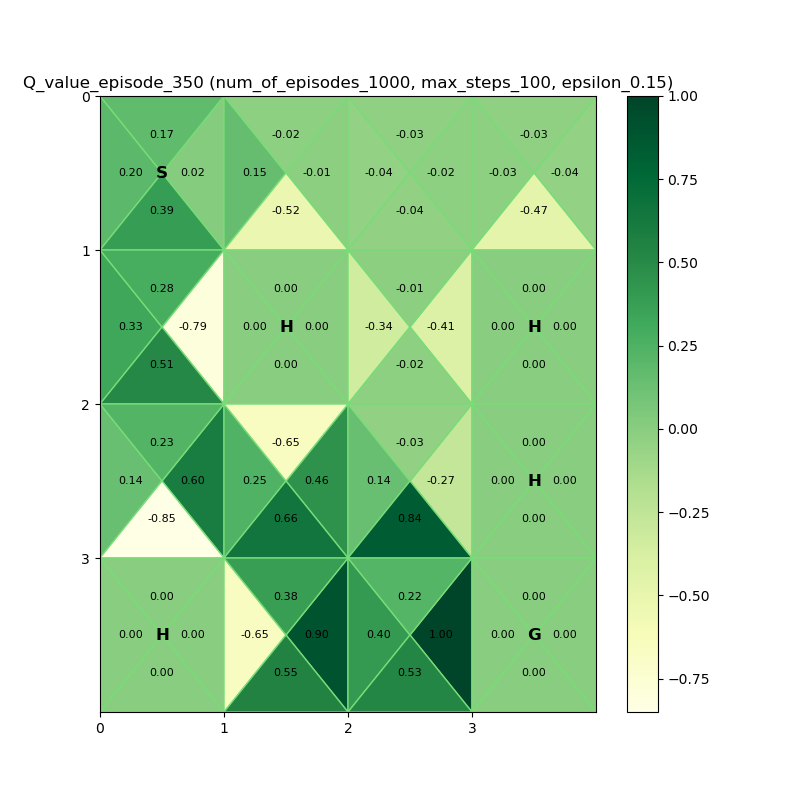 Q_value_episode_350 (num_of_episodes_1000, max_steps_100, epsilon_0.15)
0 1.00
0.17 -0.02 -0.03 -0.03
0.20 S 0.02 0.15 -0.01 -0.04 -0.02 -0.03 -0.04
0.75
0.39 -0.52 -0.04 -0.47
1
0.50
0.28 0.00 -0.01 0.00
0.33 -0.79 0.00 H 0.00 -0.34 -0.41 0.00 H 0.00
0.25
0.51 0.00 -0.02 0.00
2
0.00
0.23 -0.65 -0.03 0.00
0.14 0.60 0.25 0.46 0.14 -0.27 0.00 H 0.00
−0.25
-0.85 0.66 0.84 0.00
3
−0.50
0.00 0.38 0.22 0.00
0.00 H 0.00 -0.65 0.90 0.40 1.00 0.00 G 0.00
0.00 0.55 0.53 0.00
−0.75
0 1 2 3